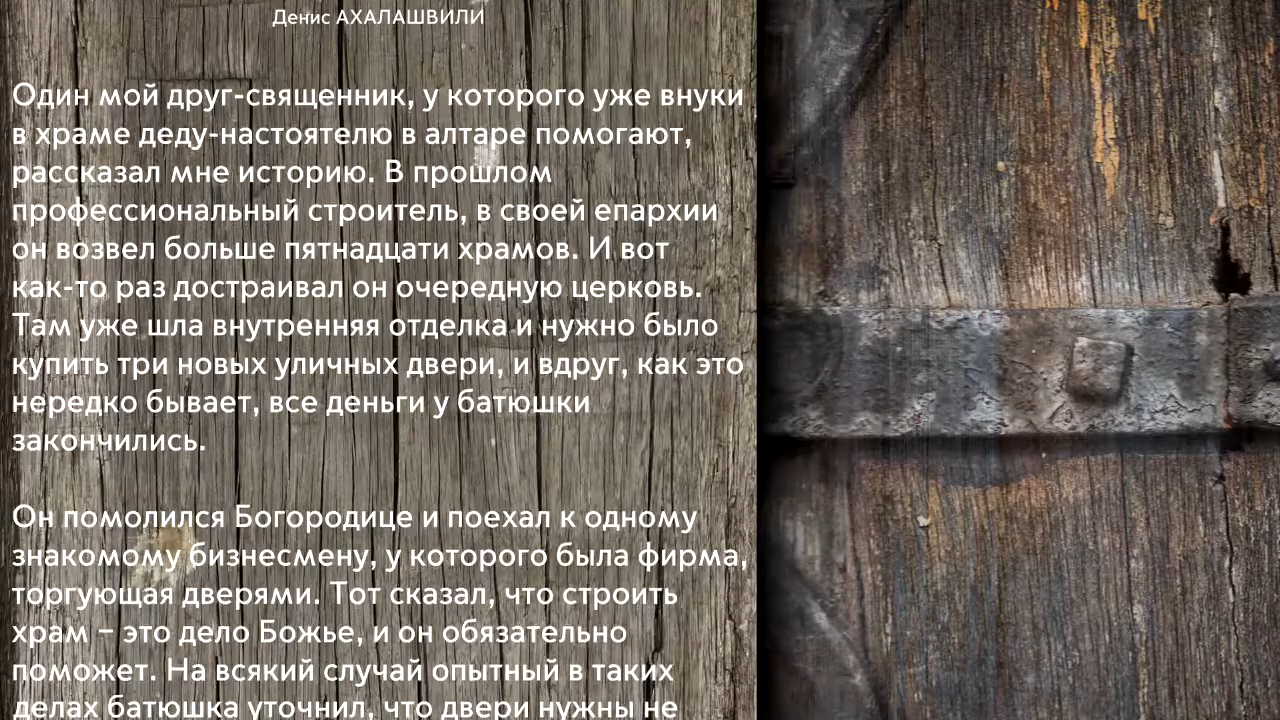 Денис АХАЛАШВИЛИ
Один мой друг-священник, у которого уже внуки
в храме деду-настоятелю в алтаре помогают,
рассказал мне историю. В прошлом
профессиональный строитель, в своей епархии
он возвел больше пятнадцати храмов. И вот
как-то раз достраивал он очередную церковь.
Там уже шла внутренняя отделка и нужно было
купить три новых уличных двери, и вдруг, как это
нередко бывает, все деньги у батюшки
закончились.
Он помолился Богородице и поехал к одному
знакомому бизнесмену, у которого была фирма,
торгующая дверями. Тот сказал, что строить
храм – это дело Божье, и он обязательно
поможет. На всякий случай опытный в таких
делах батюшка уточнил, что двери нужны не